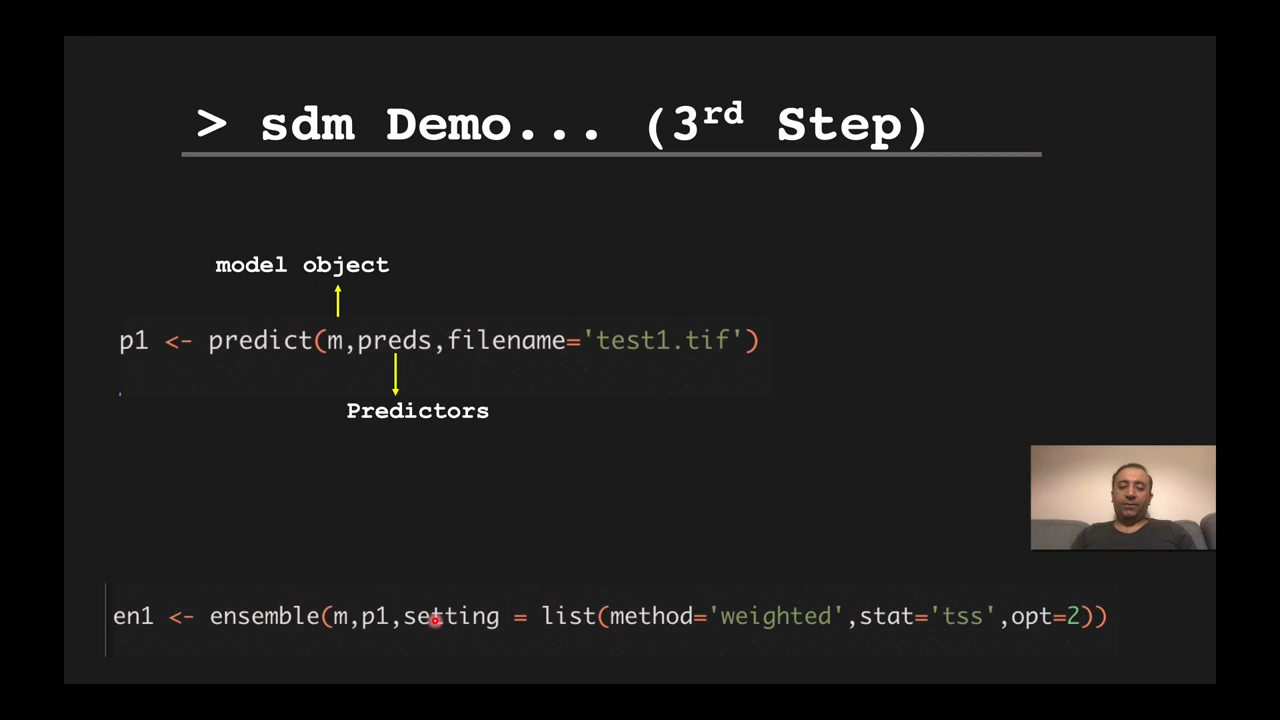 > sdm Demo... (3rd Step)
model object
p1 <- predict(m,preds,filename='test1.tif')
Predictors
en1 <- ensemble(m,p1,setting = list(method='weighted',stat='tss',opt=2))